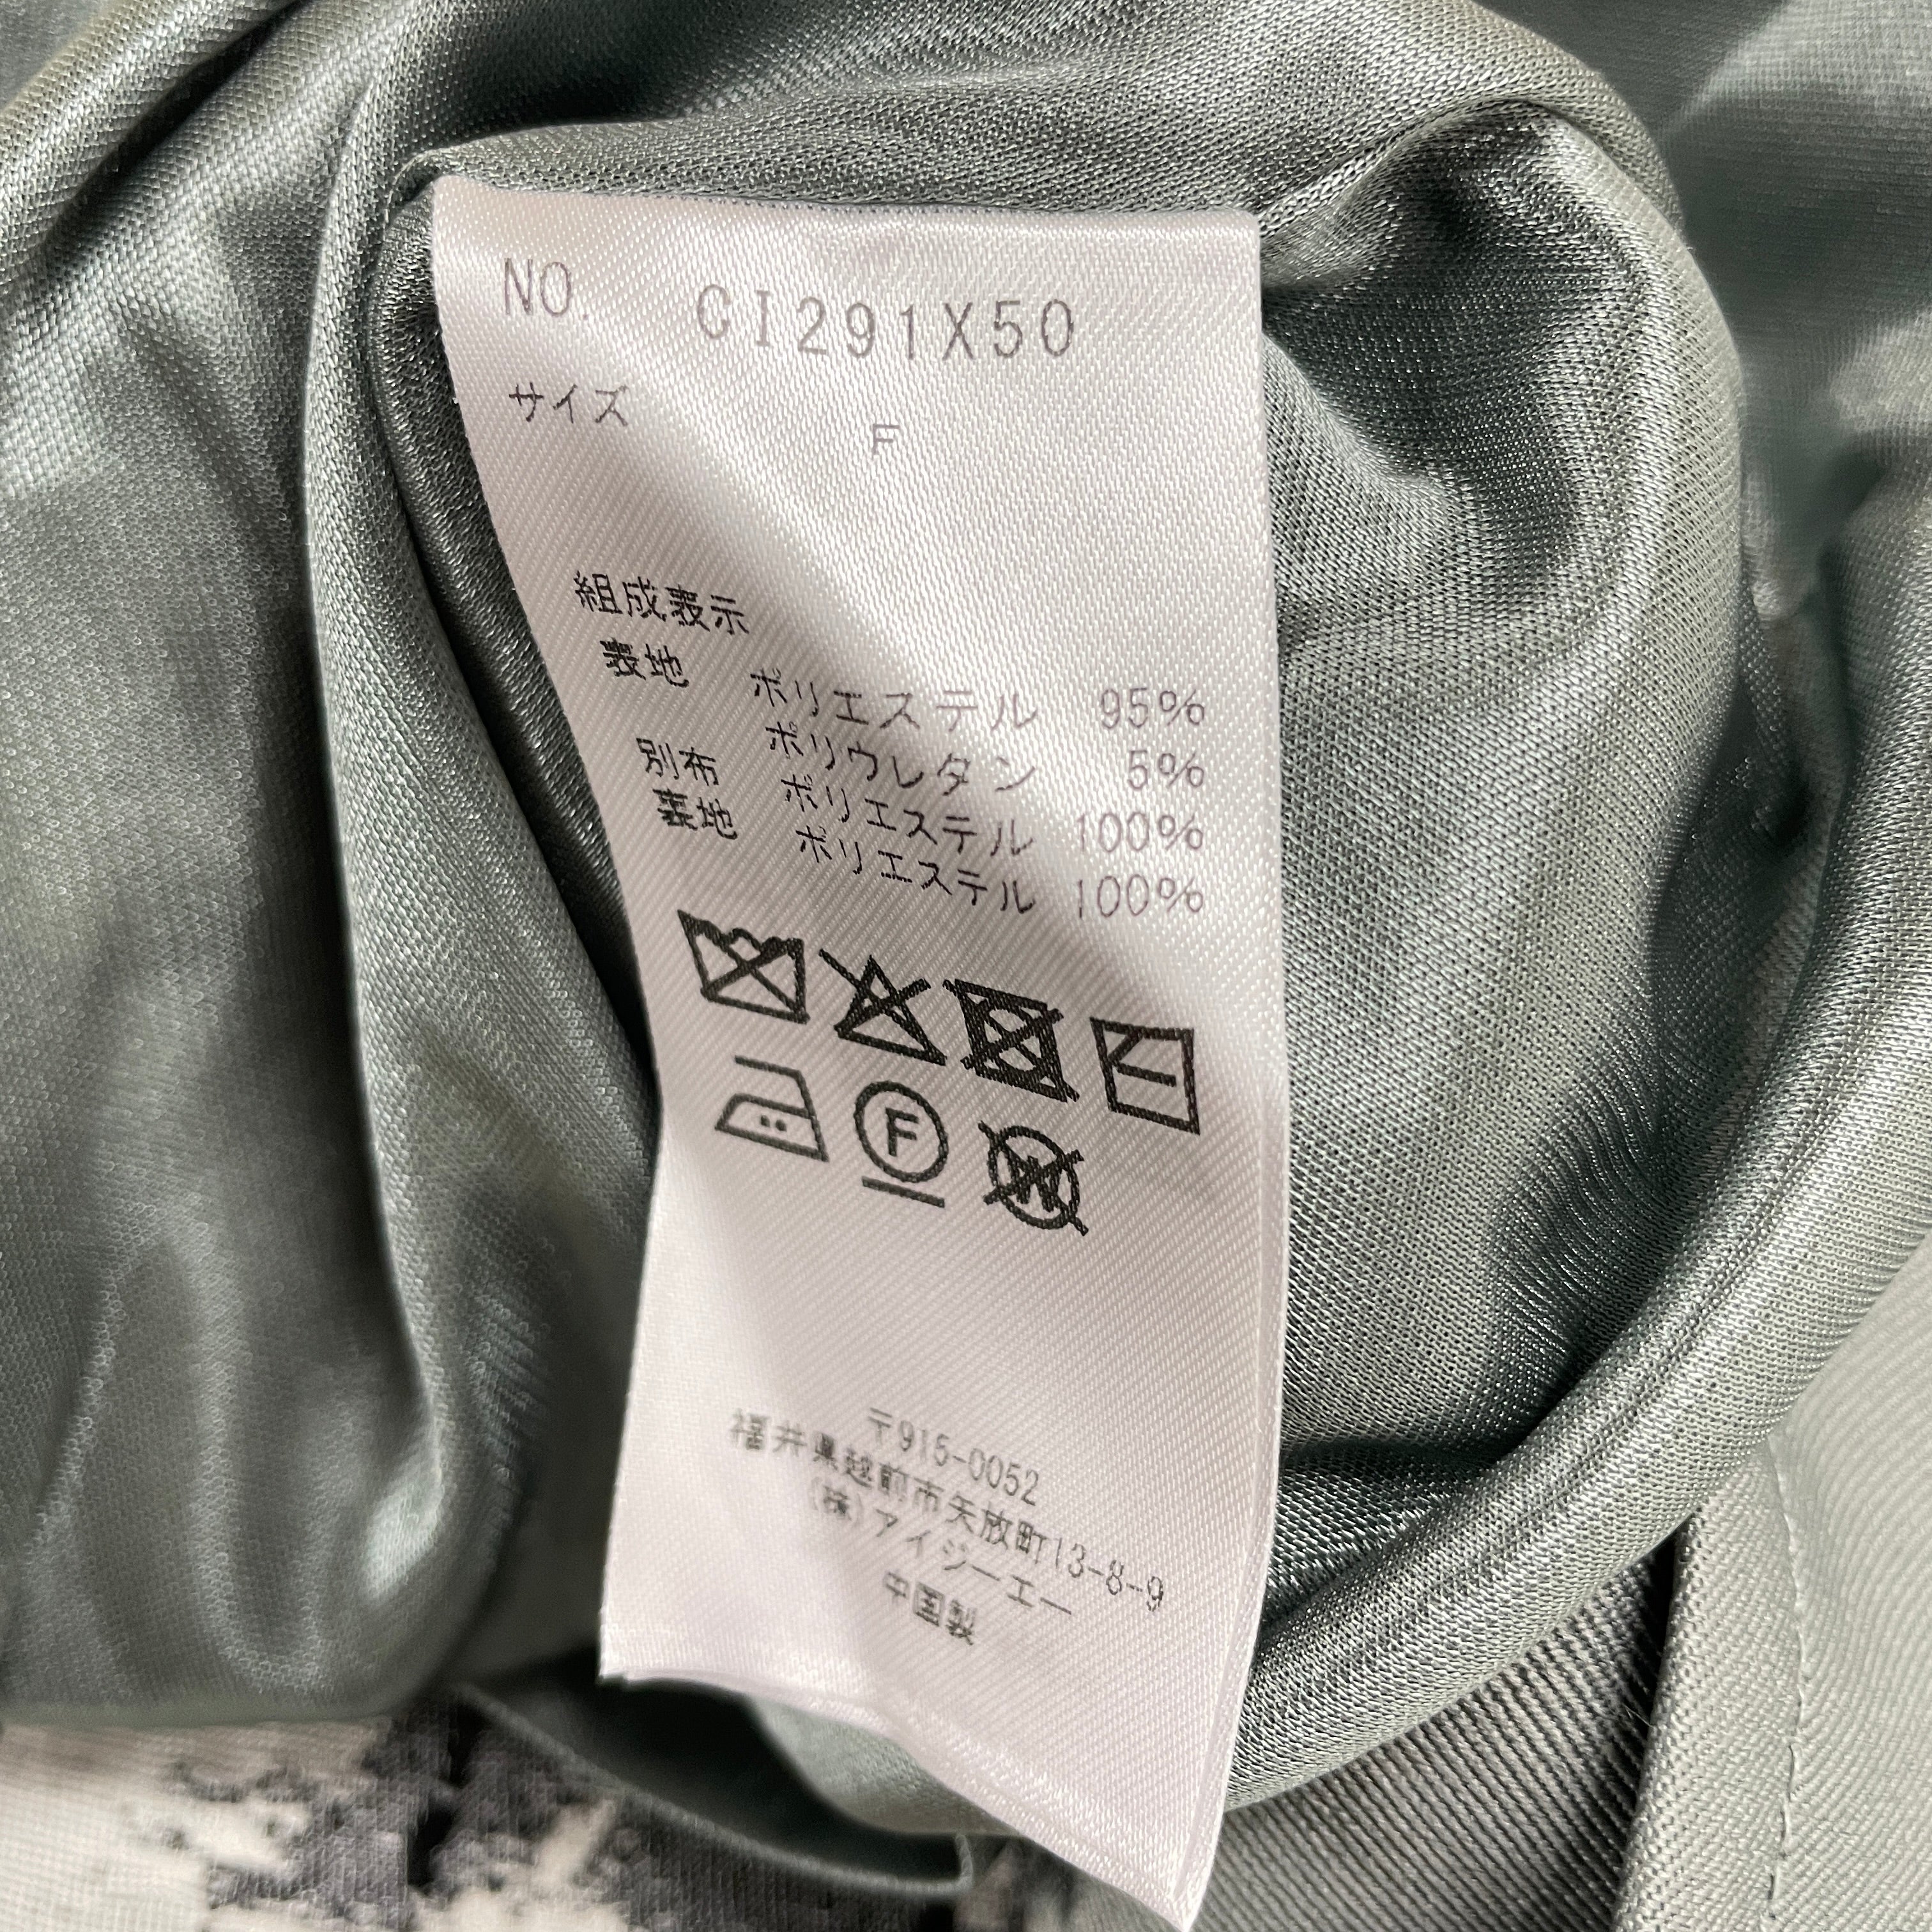 NO. CI291X50
サイズ F
組成表示
表地 ポリエステル 95%
ポリウレタン 5%
別布 ポリエステル 100%
裏地 ポリエステル 100%
F W
〒915-0052
福井県越前市矢放町13-8-9
(株)アイジーエー
中国製